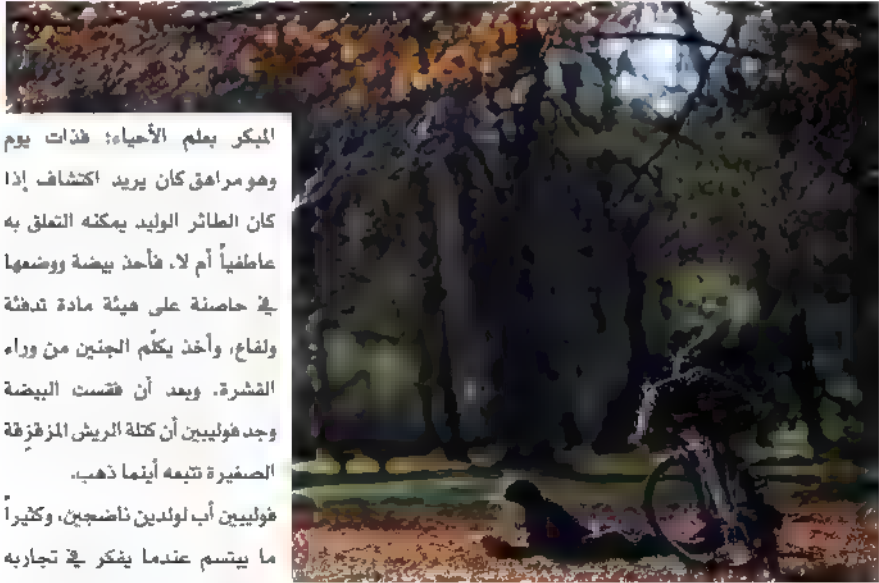 المبكر بعلم الأحياء؛ فذات يوم
وهو مراهق كان يريد اكتشاف إذا
كان الطائر الوليد يمكنه التعلق به
عاطفياً أم لا، فأخذ بيضة ووضعها
في حاضنة على هيئة مادة تدفئة
ولفاع، وأخذ يكلّم الجنين من وراء
القشرة. وبعد أن فقست البيضة
وجد فوليبين أن كتلة الريش المزقزِقة
الصغيرة تتبعه أينما ذهب.
فوليبين أب لولدين ناضجين، وكثيراً
ما يبتسم عندما يفكر في تجاربه